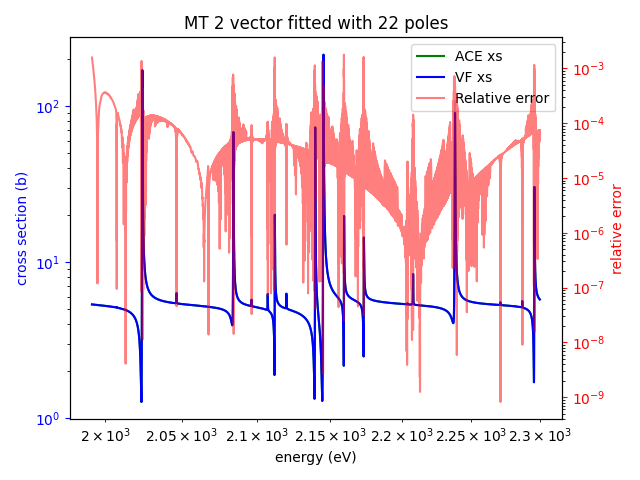 MT 2 vector fitted with 22 poles
ACE xs
VF xs
Relative error
cross section (b)
10²
10¹
10⁰
relative error
10⁻³
10⁻⁴
10⁻⁵
10⁻⁶
10⁻⁷
10⁻⁸
10⁻⁹
2 × 10³ 2.05 × 10³ 2.1 × 10³ 2.15 × 10³ 2.2 × 10³ 2.25 × 10³ 2.3 × 10³
energy (eV)